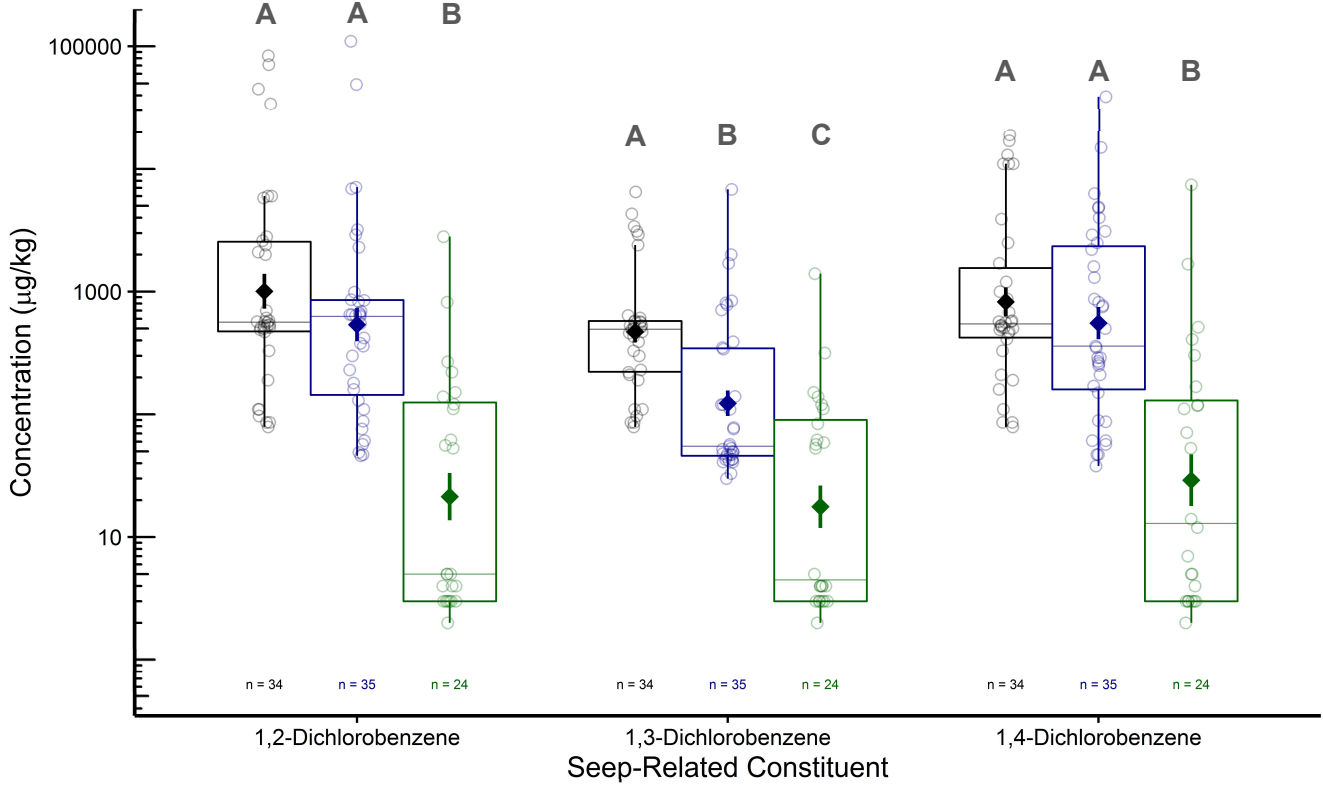 A A B
100000
A A B
A B C
1000
10
Concentration (µg/kg)
n = 34 n = 35 n = 24 n = 34 n = 35 n = 24 n = 34 n = 35 n = 24
1,2-Dichlorobenzene 1,3-Dichlorobenzene 1,4-Dichlorobenzene
Seep-Related Constituent